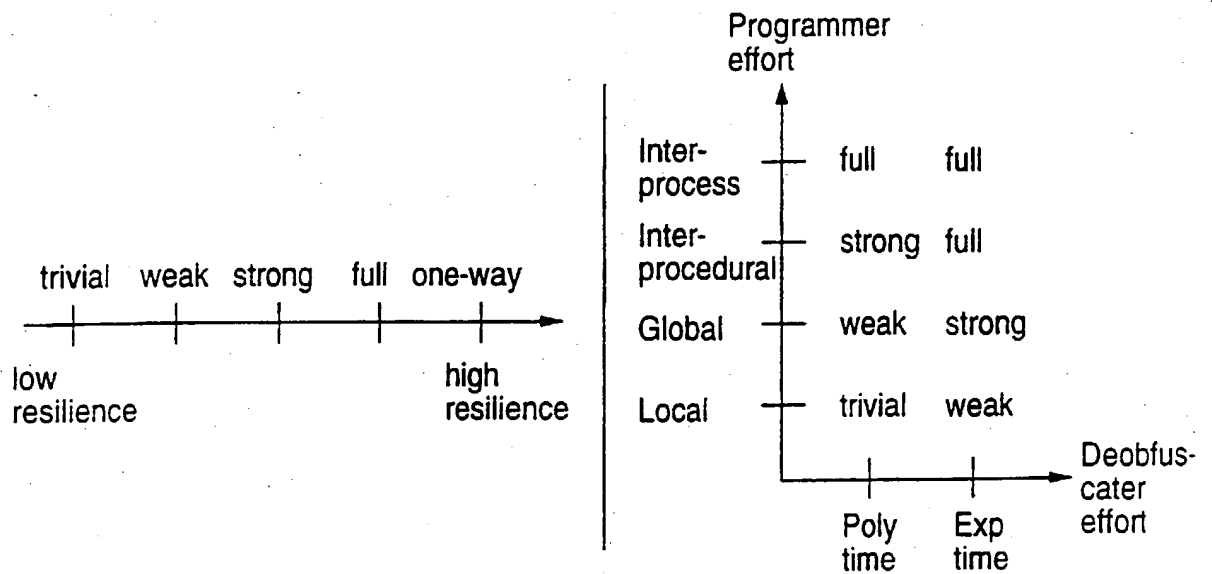 trivial weak strong full one-way
low
resilience
high
resilience
Programmer
effort
Inter-
process
full full
Inter-
procedural
strong full
Global
weak strong
Local
trivial weak
Deobfus-
cater
effort
Poly
time
Exp
time